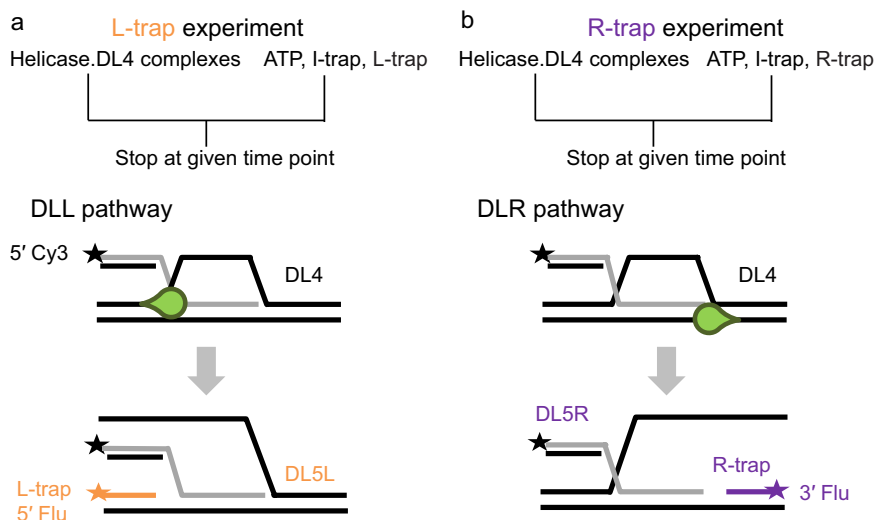 a
L-trap experiment
Helicase.DL4 complexes ATP, I-trap, L-trap
Stop at given time point
DLL pathway
5′ Cy3
DL4
DL5L
L-trap
5′ Flu
b
R-trap experiment
Helicase.DL4 complexes ATP, I-trap, R-trap
Stop at given time point
DLR pathway
DL4
DL5R
R-trap
3′ Flu